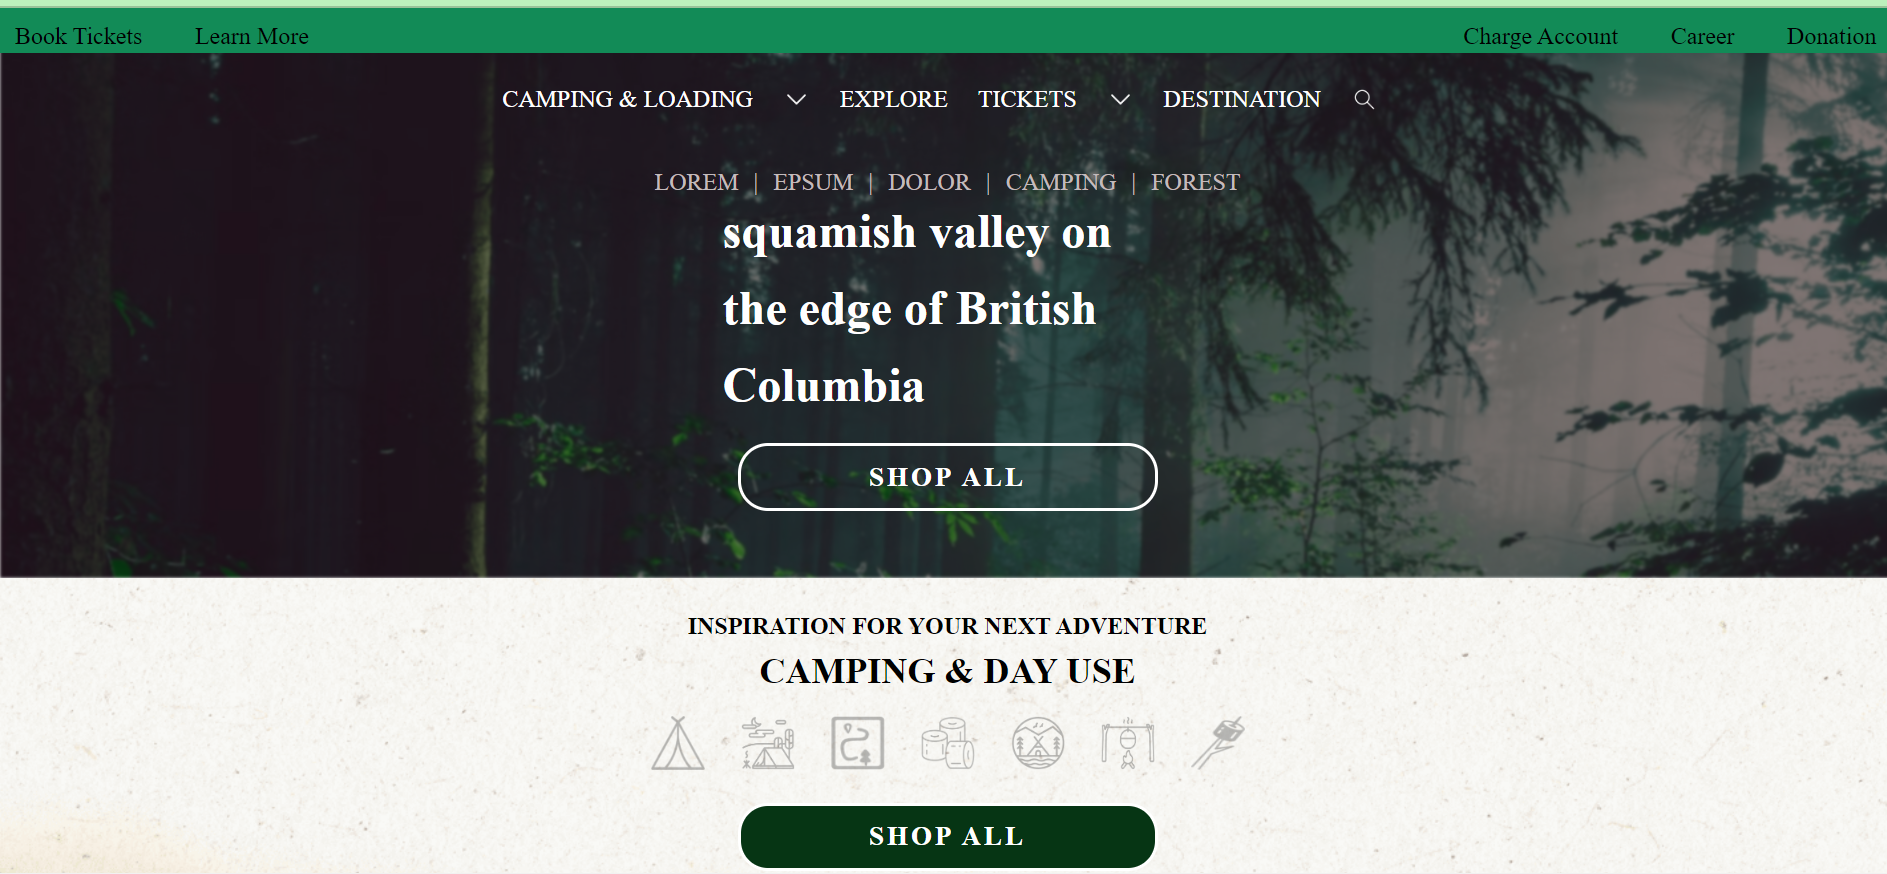 Book Tickets Learn More Charge Account Career Donation
CAMPING & LOADING EXPLORE TICKETS DESTINATION
LOREM | EPSUM | DOLOR | CAMPING | FOREST
squamish valley on
the edge of British
Columbia
SHOP ALL
INSPIRATION FOR YOUR NEXT ADVENTURE
CAMPING & DAY USE
SHOP ALL